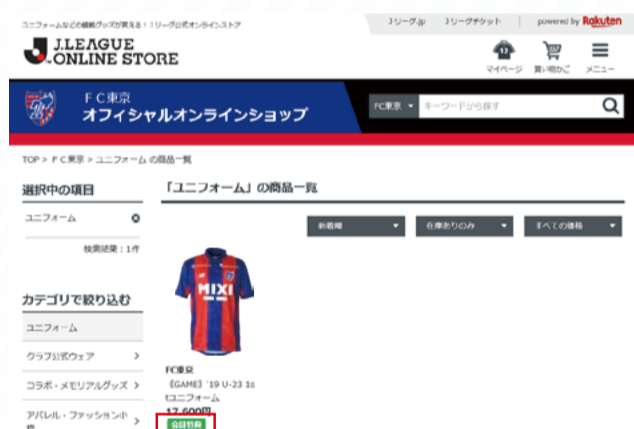 ユニフォームなどの観戦グッズが買える！Jリーグ公式オンラインストア
Jリーグ.jp Jリーグチケット powered by Rakuten
J.LEAGUE
ONLINE STORE
マイページ 買い物かご メニュー
FC東京
オフィシャルオンラインショップ
FC東京 キーワードから探す
TOP > FC東京 > ユニフォーム の商品一覧
選択中の項目
「ユニフォーム」の商品一覧
ユニフォーム
新着順 在庫ありのみ すべての価格
検索結果：1件
MIXI
カテゴリで絞り込む
ユニフォーム
クラブ公式ウェア
コラボ・メモリアルグッズ
アパレル・ファッション小
FC東京
【GAME】'19 U-23 1s
tユニフォーム
17,600円
会員特典